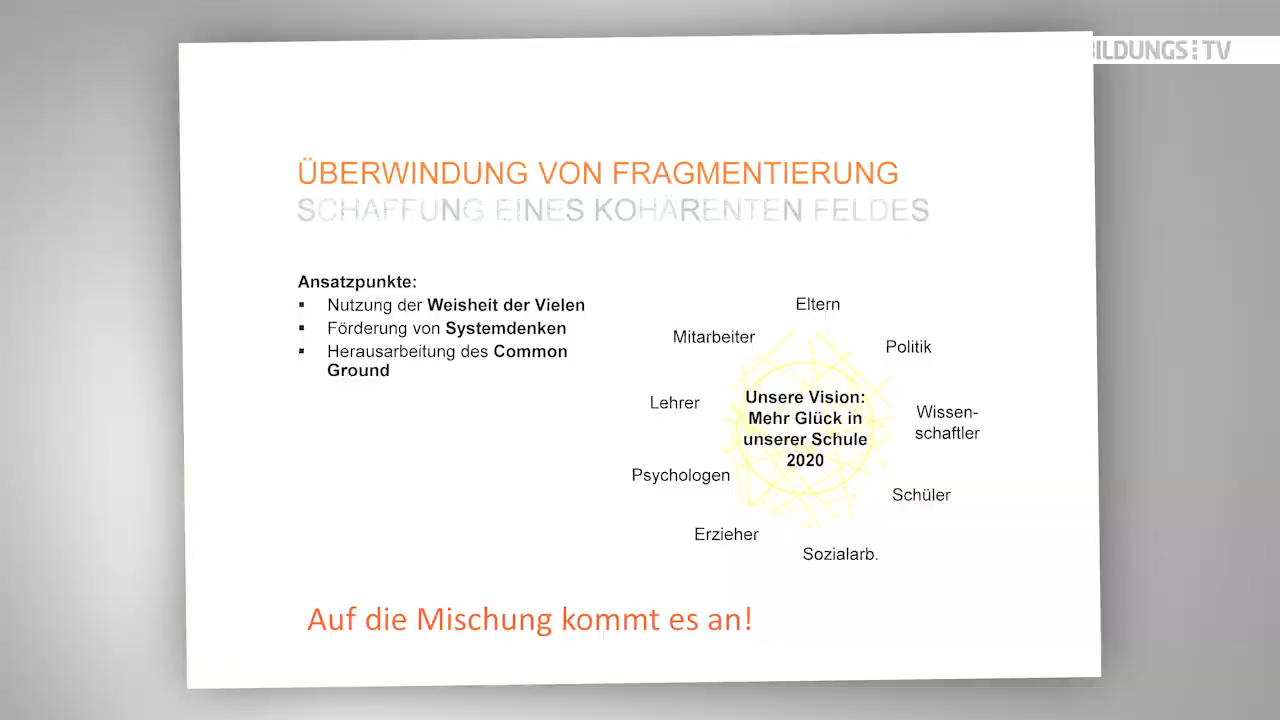 BILDUNGS TV
ÜBERWINDUNG VON FRAGMENTIERUNG
SCHAFFUNG EINES KOHÄRENTEN FELDES
Ansatzpunkte:
▪ Nutzung der Weisheit der Vielen
▪ Förderung von Systemdenken
▪ Herausarbeitung des Common
Ground
Eltern
Mitarbeiter
Politik
Lehrer
Wissen-
schaftler
Unsere Vision:
Mehr Glück in
unserer Schule
2020
Psychologen
Schüler
Erzieher
Sozialarb.
Auf die Mischung kommt es an!